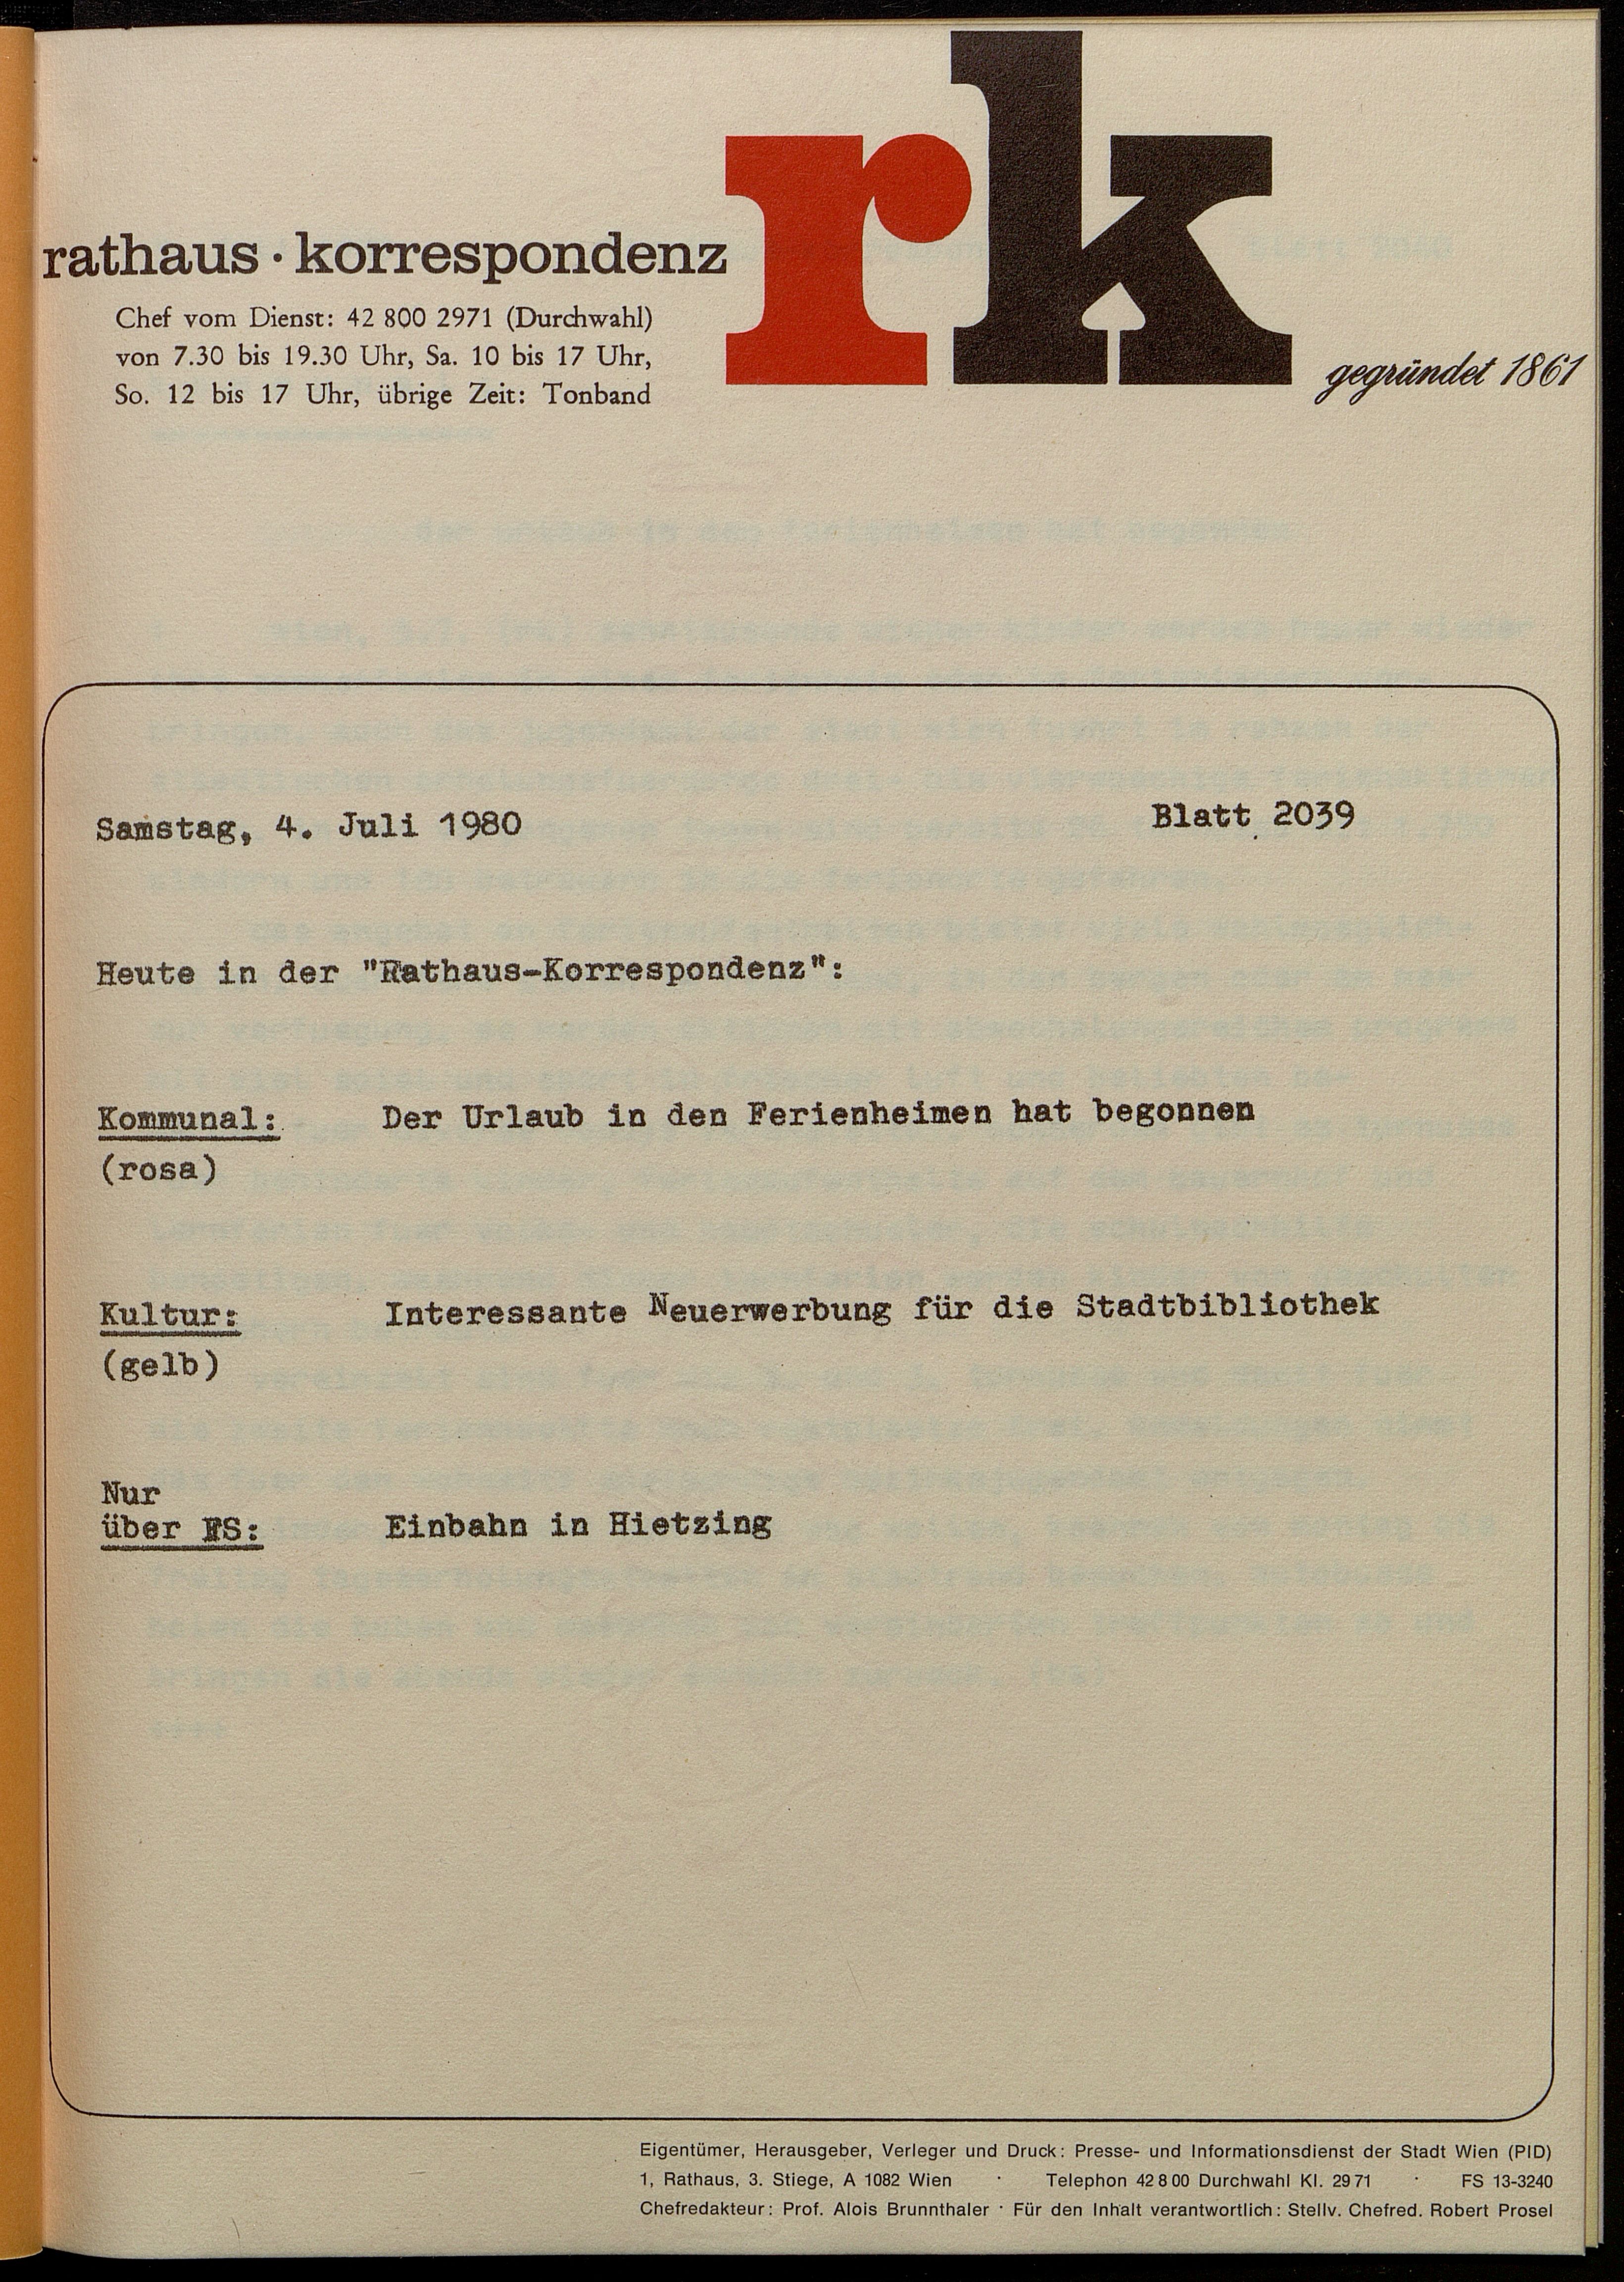 rk
rathaus · korrespondenz
Chef vom Dienst: 42 800 2971 (Durchwahl)
von 7.30 bis 19.30 Uhr, Sa. 10 bis 17 Uhr,
So. 12 bis 17 Uhr, übrige Zeit: Tonband
gegründet 1861
Samstag, 4. Juli 1980 Blatt 2039
Heute in der "Rathaus-Korrespondenz":
Kommunal: Der Urlaub in den Ferienheimen hat begonnen
(rosa)
Kultur: Interessante Neuerwerbung für die Stadtbibliothek
(gelb)
Nur
über FS: Einbahn in Hietzing
Eigentümer, Herausgeber, Verleger und Druck: Presse- und Informationsdienst der Stadt Wien (PID)
1, Rathaus, 3. Stiege, A 1082 Wien · Telephon 42 8 00 Durchwahl Kl. 29 71 · FS 13-3240
Chefredakteur: Prof. Alois Brunnthaler · Für den Inhalt verantwortlich: Stellv. Chefred. Robert Prosel